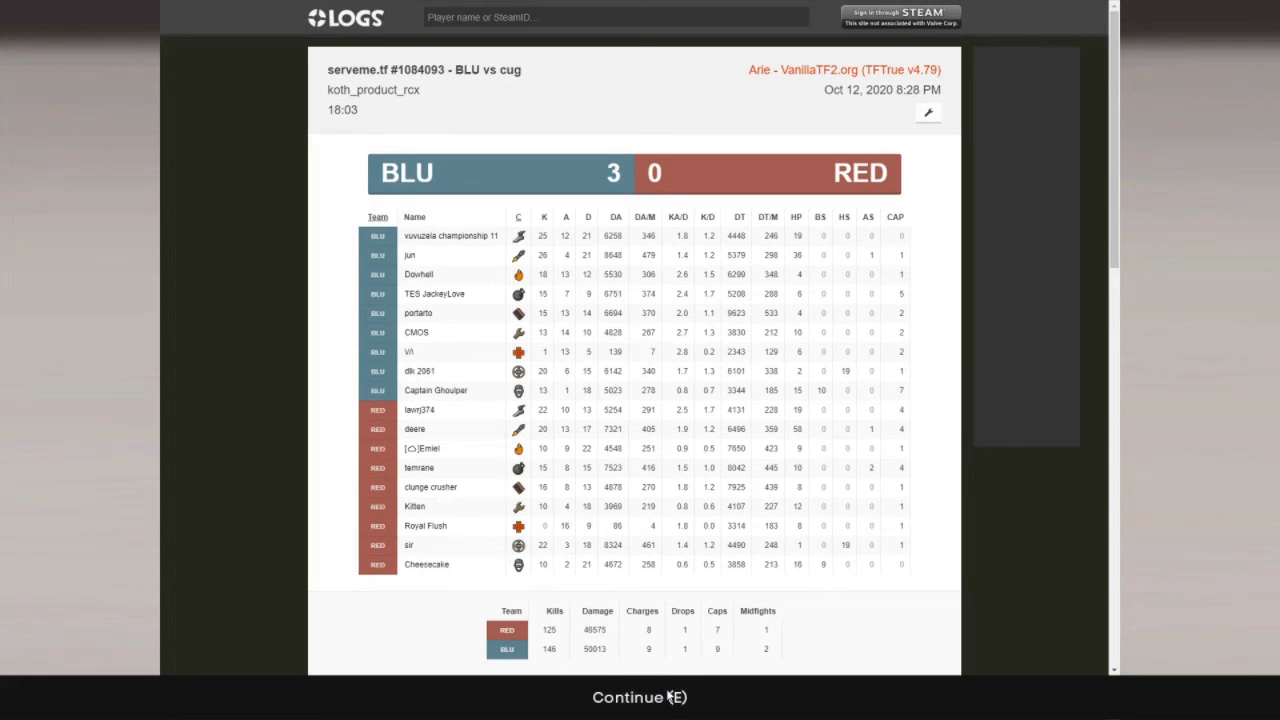 LOGS
Player name or SteamID...
Sign in through STEAM
This site not associated with Valve Corp.
serveme.tf #1084093 - BLU vs cug
Arie - VanillaTF2.org (TFTrue v4.79)
koth_product_rcx
Oct 12, 2020 8:28 PM
18:03
BLU 3 0 RED
Team Name C K A D DA DA/M KA/D K/D DT DT/M HP BS HS AS CAP
BLU vuvuzela championship 11 25 12 21 6258 346 1.8 1.2 4448 246 19 0 0 0 0
BLU jun 26 4 21 8648 479 1.4 1.2 5379 298 36 0 0 1 1
BLU Dowhell 18 13 12 5530 306 2.6 1.5 6299 348 4 0 0 0 1
BLU TES JackeyLove 15 7 9 6751 374 2.4 1.7 5208 288 6 0 0 0 5
BLU portarto 15 13 14 6694 370 2.0 1.1 9623 533 4 0 0 0 2
BLU CMOS 13 14 10 4828 267 2.7 1.3 3830 212 10 0 0 0 2
BLU 1 13 5 139 7 2.8 0.2 2343 129 6 0 0 0 2
BLU dlk 2061 20 6 15 6142 340 1.7 1.3 6101 338 2 0 19 0 1
BLU Captain Ghoulper 13 1 18 5023 278 0.8 0.7 3344 185 15 10 0 0 7
RED lawrj374 22 10 13 5254 291 2.5 1.7 4131 228 19 0 0 0 4
RED deere 20 13 17 7321 405 1.9 1.2 6496 359 58 0 0 1 4
RED [⌂]Emiel 10 9 22 4548 251 0.9 0.5 7650 423 9 0 0 0 1
RED temrane 15 8 15 7523 416 1.5 1.0 8042 445 10 0 0 2 4
RED clunge crusher 16 8 13 4878 270 1.8 1.2 7925 439 8 0 0 0 1
RED Kitten 10 4 18 3969 219 0.8 0.6 4107 227 12 0 0 0 1
RED Royal Flush 0 16 9 86 4 1.8 0.0 3314 183 8 0 0 0 1
RED sir 22 3 18 8324 461 1.4 1.2 4490 248 1 0 19 0 1
RED Cheesecake 10 2 21 4672 258 0.6 0.5 3858 213 16 9 0 0 0
Team Kills Damage Charges Drops Caps Midfights
RED 125 46575 8 1 7 1
BLU 146 50013 9 1 9 2
Continue (E)